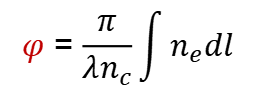 φ = π / λn_c ∫ n_e dl